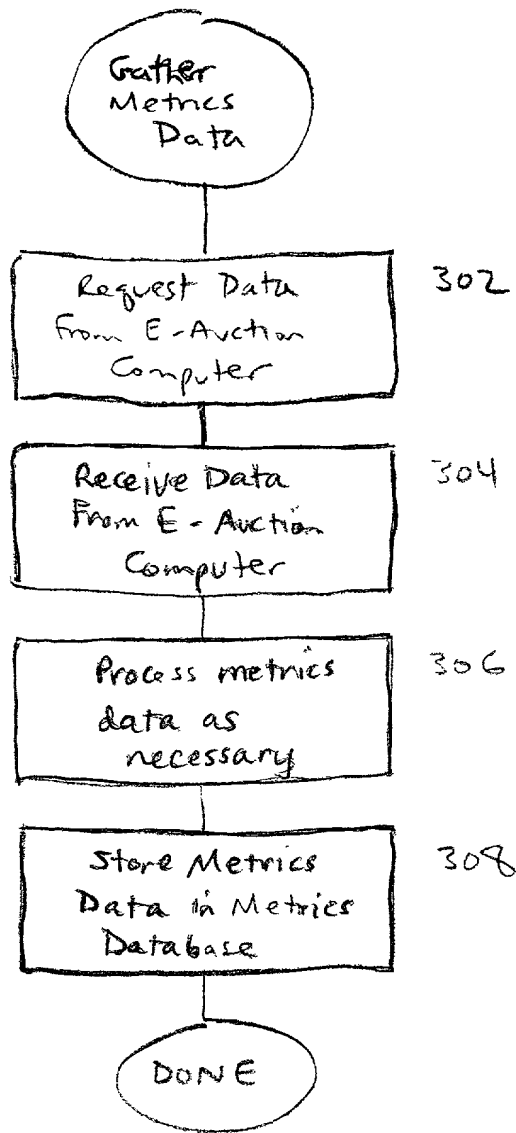 Gather
Metrics
Data
Request Data
From E-Auction
Computer
302
Receive Data
From E-Auction
Computer
304
Process metrics
data as
necessary
306
Store Metrics
Data in Metrics
Database
308
DONE